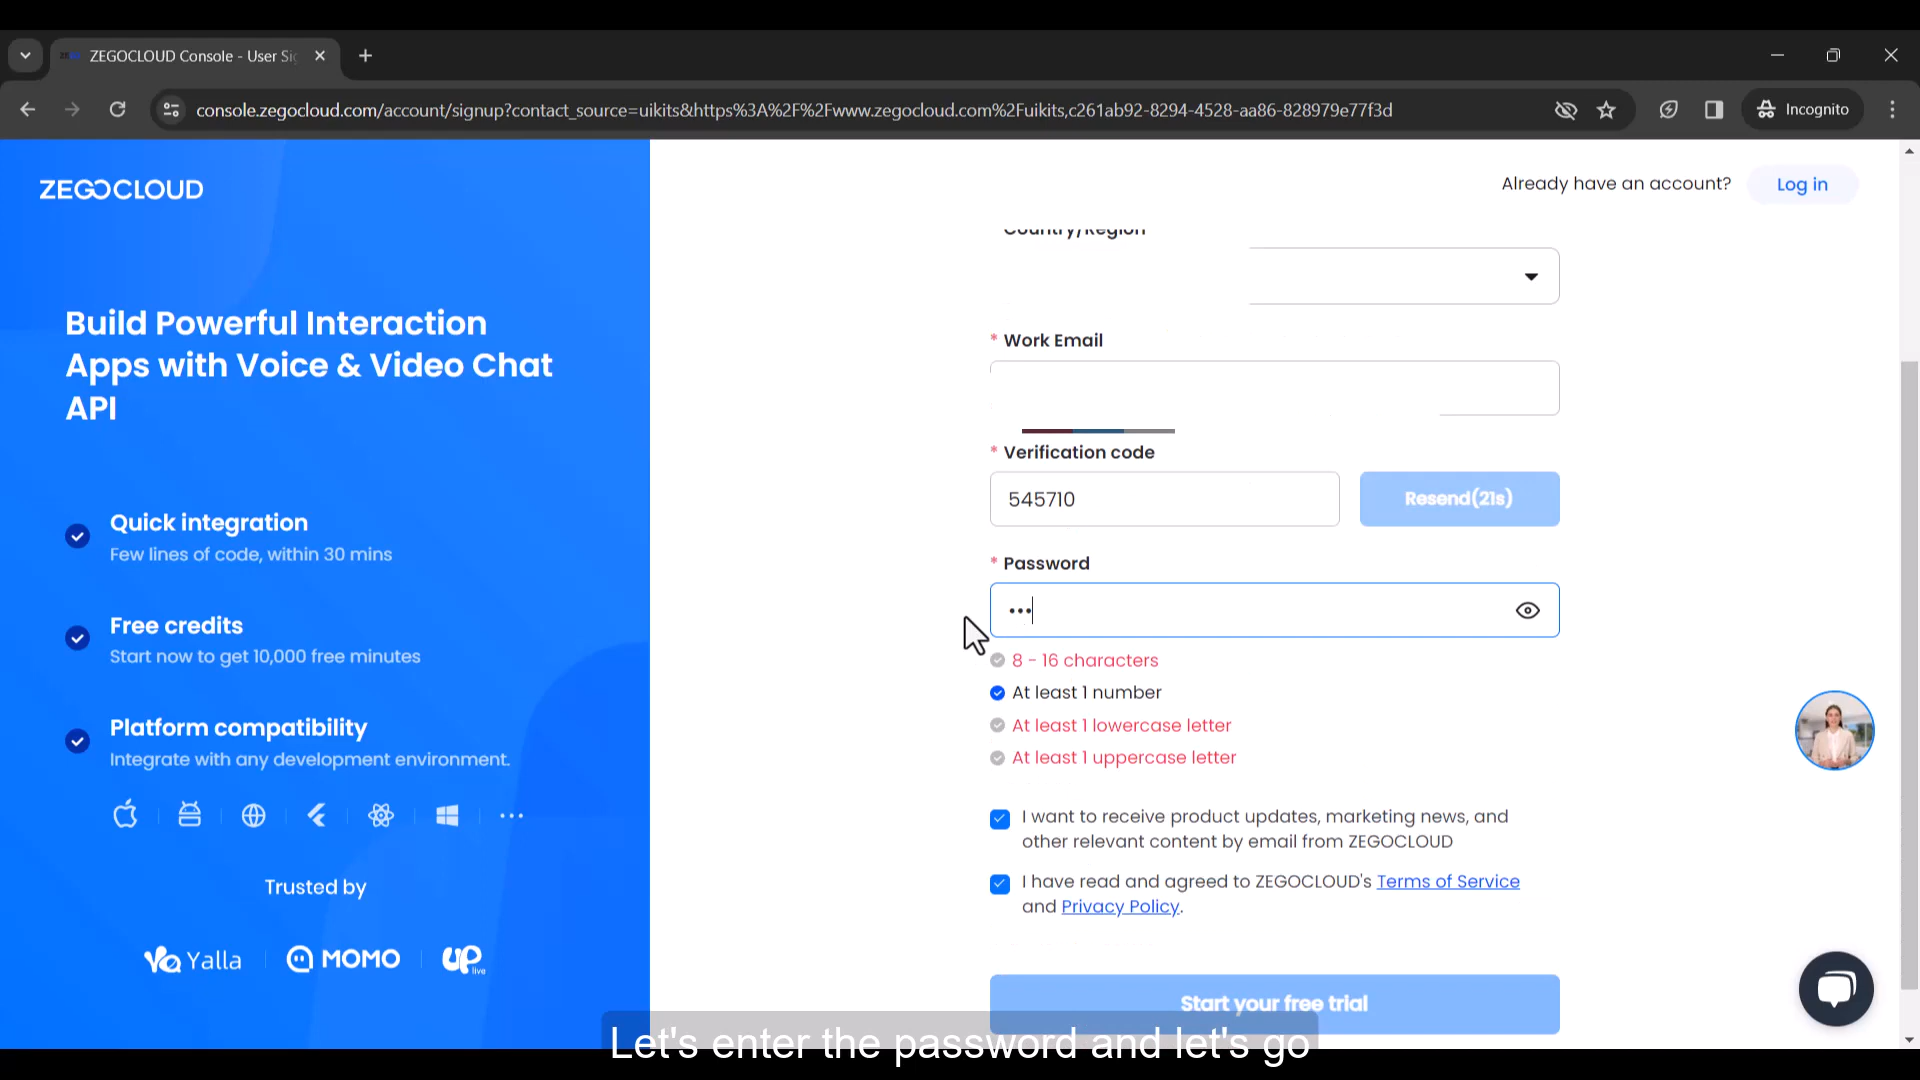 ZEGOCLOUD Console - User Sig
console.zegocloud.com/account/signup?contact_source=uikits&https%3A%2F%2Fwww.zegocloud.com%2Fuikits,c261ab92-8294-4528-aa86-828979e77f3d
Incognito
ZEGOCLOUD
Already have an account?
Log in
Country/Region
Build Powerful Interaction
Apps with Voice & Video Chat
API
* Work Email
* Verification code
545710
Resend(21s)
Quick integration
Few lines of code, within 30 mins
* Password
•••
Free credits
Start now to get 10,000 free minutes
8 - 16 characters
At least 1 number
At least 1 lowercase letter
At least 1 uppercase letter
Platform compatibility
Integrate with any development environment.
I want to receive product updates, marketing news, and
other relevant content by email from ZEGOCLOUD
I have read and agreed to ZEGOCLOUD's Terms of Service
and Privacy Policy.
Trusted by
Yalla
MOMO
UP live
Start your free trial
Let's enter the password and let's go